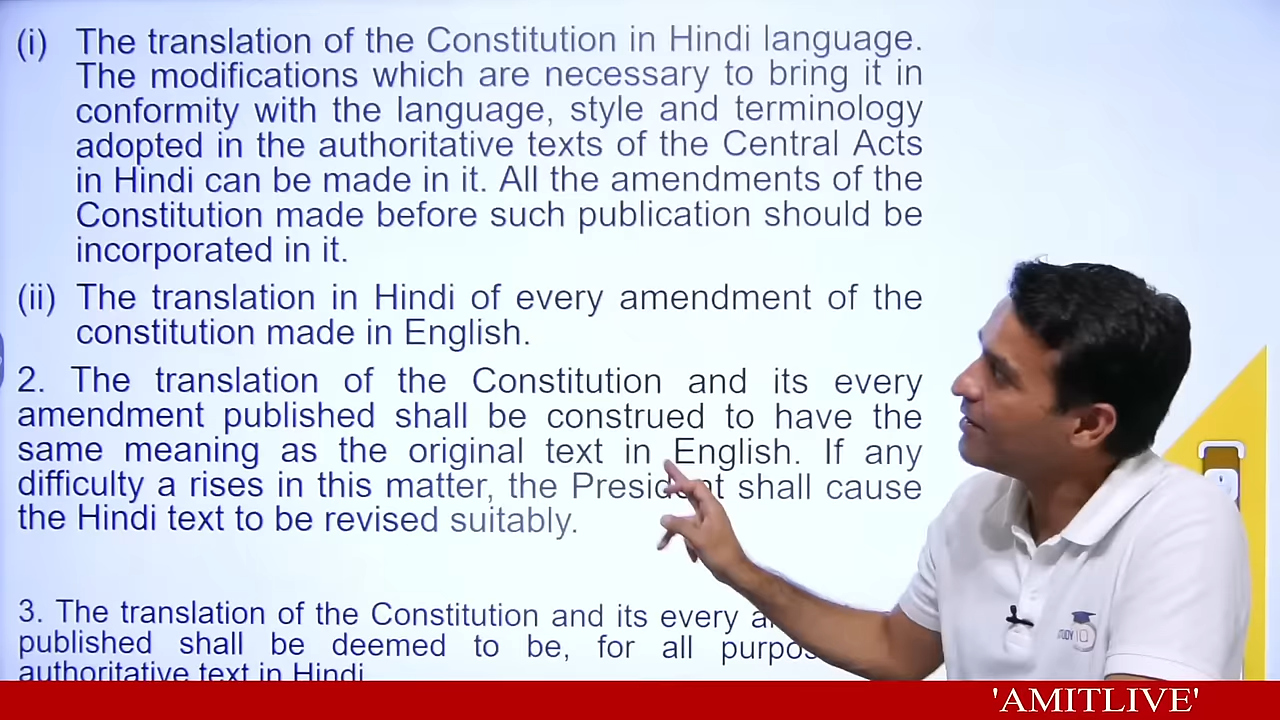 (i) The translation of the Constitution in Hindi language.
The modifications which are necessary to bring it in
conformity with the language, style and terminology
adopted in the authoritative texts of the Central Acts
in Hindi can be made in it. All the amendments of the
Constitution made before such publication should be
incorporated in it.
(ii) The translation in Hindi of every amendment of the
constitution made in English.
2. The translation of the Constitution and its every
amendment published shall be construed to have the
same meaning as the original text in English. If any
difficulty a rises in this matter, the President shall cause
the Hindi text to be revised suitably.
3. The translation of the Constitution and its every
published shall be deemed to be, for all
authoritative text in Hindi
STUDY IQ
'AMITLIVE'